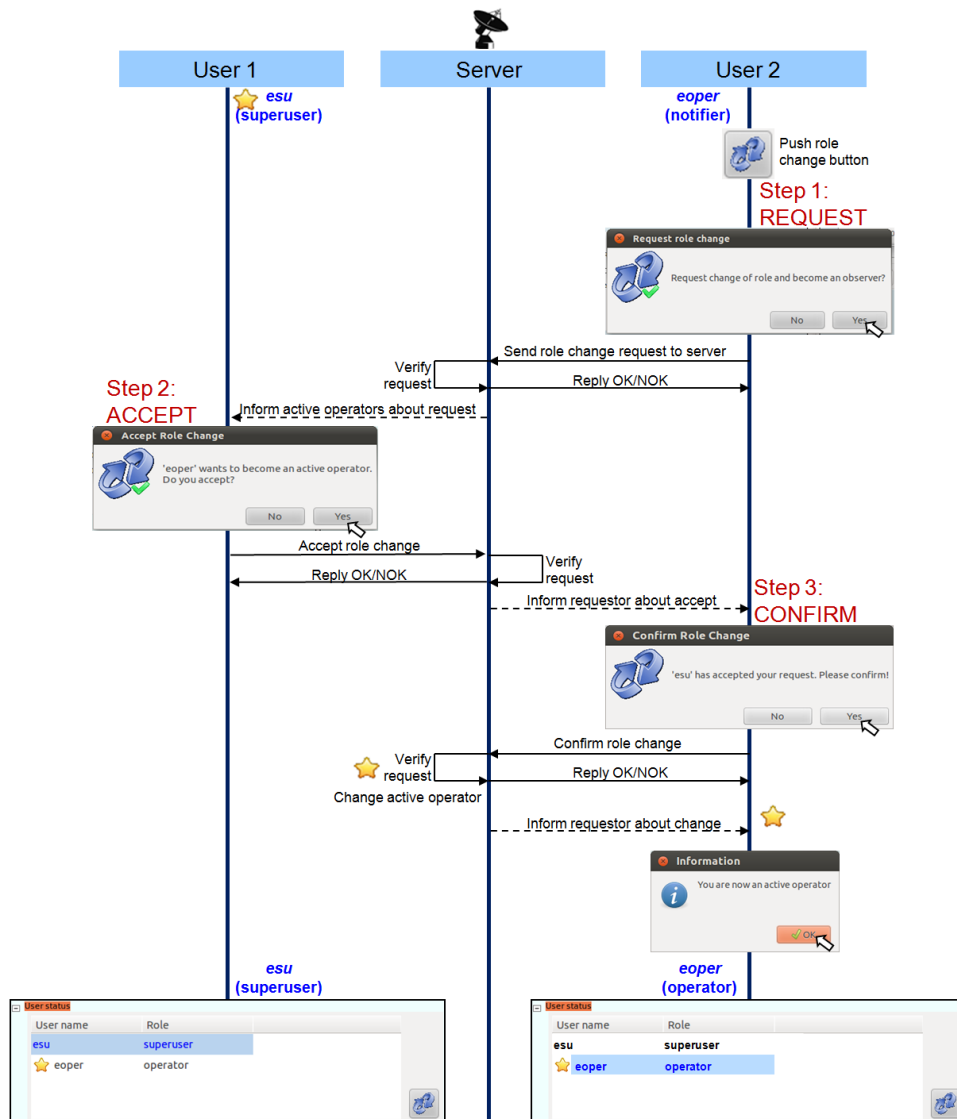 User 1
Server
User 2
esu
(superuser)
eoper
(notifier)
Push role
change button
Step 1:
REQUEST
Request role change
Request change of role and become an observer?
No
Yes
Send role change request to server
Verify
request
Reply OK/NOK
Step 2:
ACCEPT
Inform active operators about request
Accept Role Change
'eoper' wants to become an active operator.
Do you accept?
No
Yes
Accept role change
Verify
request
Reply OK/NOK
Inform requestor about accept
Step 3:
CONFIRM
Confirm Role Change
'esu' has accepted your request. Please confirm!
No
Yes
Confirm role change
Verify
request
Reply OK/NOK
Change active operator
Inform requestor about change
Information
You are now an active operator
OK
esu
(superuser)
eoper
(operator)
User status
User name Role
esu superuser
eoper operator
User status
User name Role
esu superuser
eoper operator